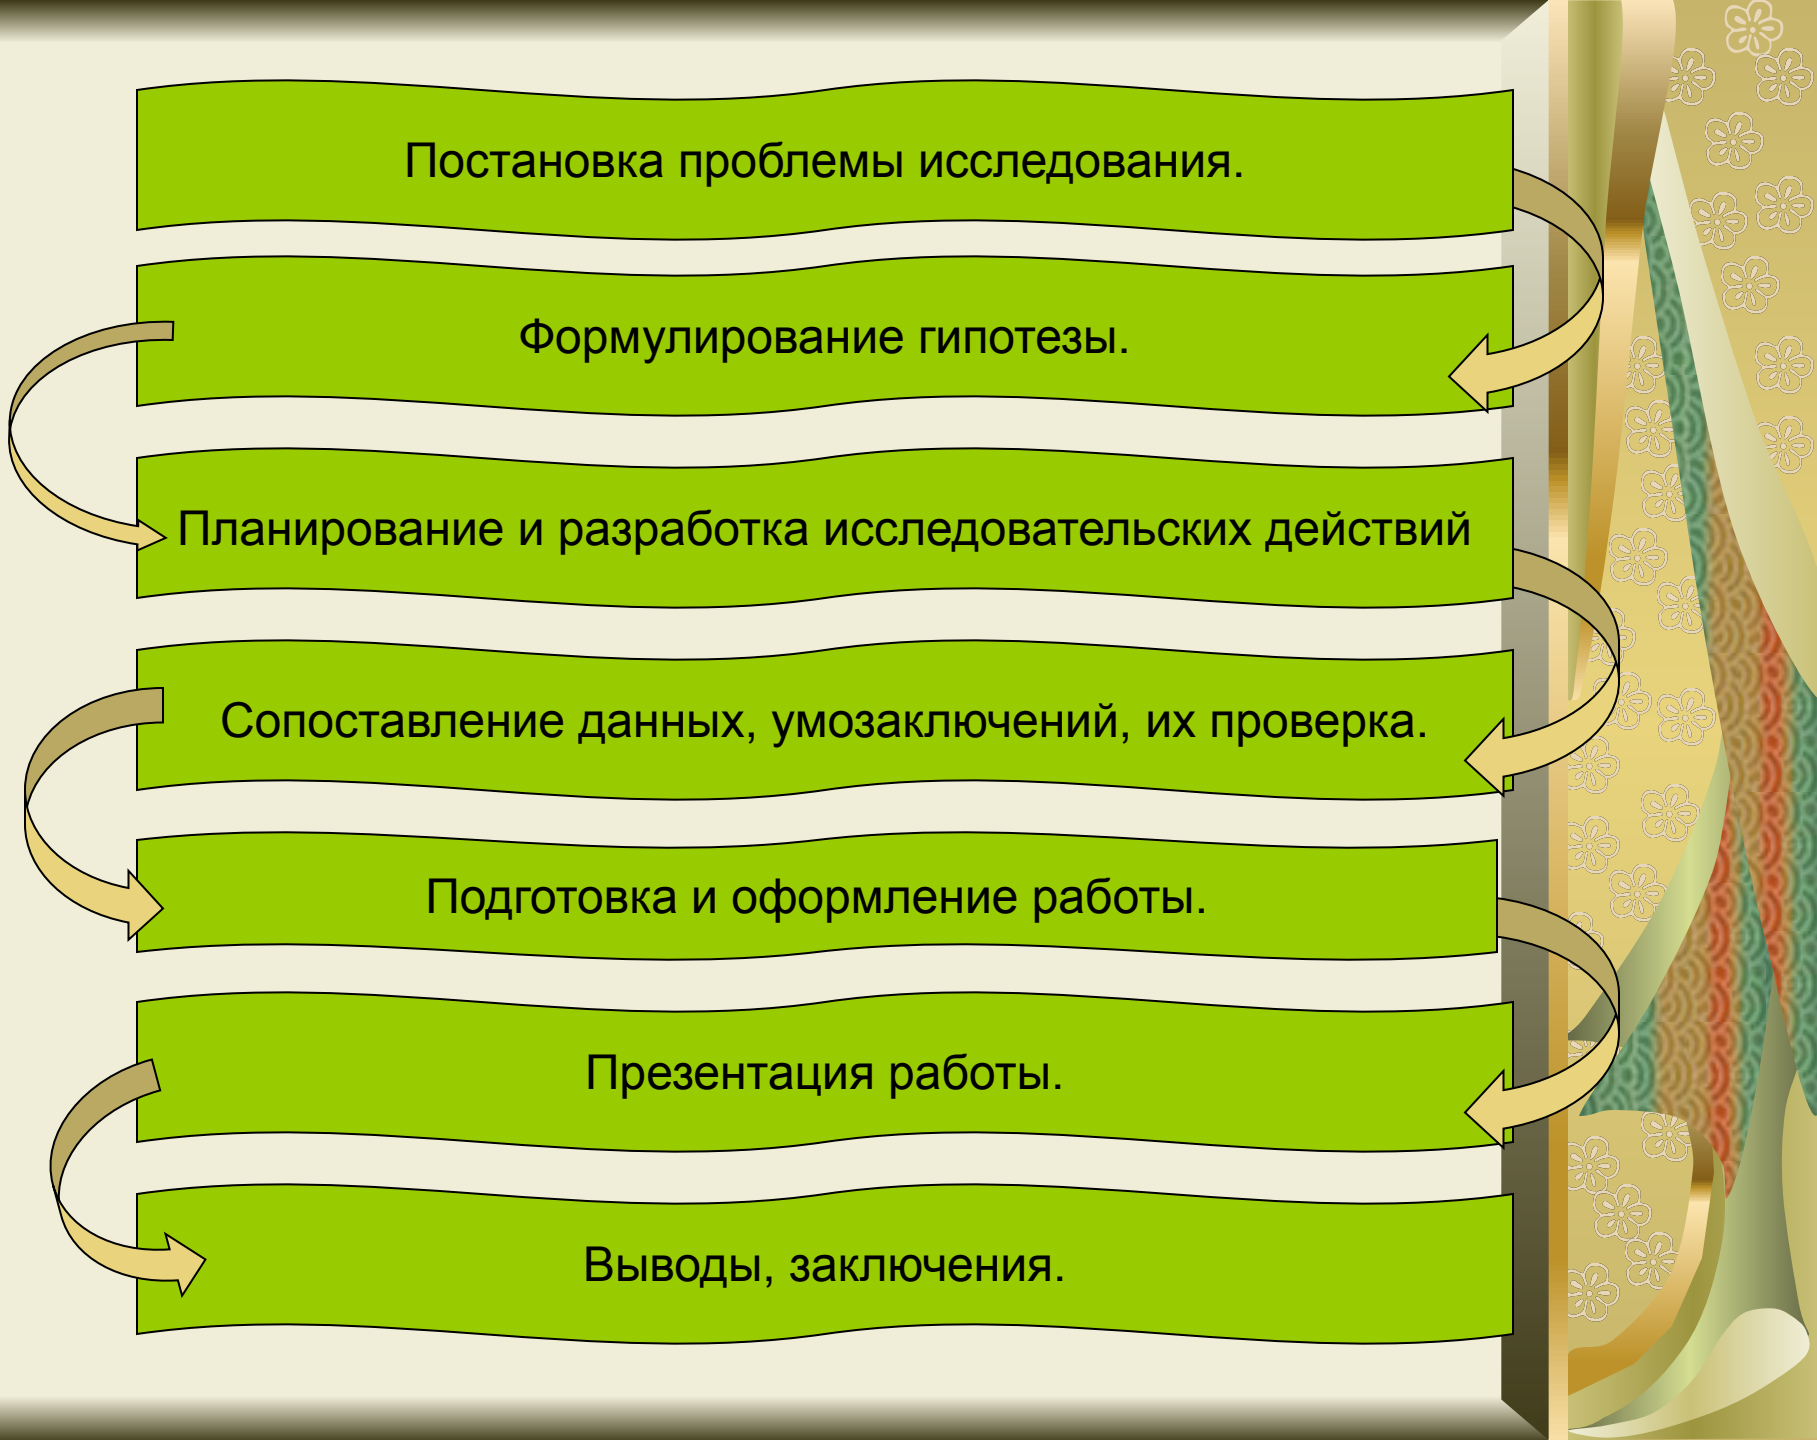 Постановка проблемы исследования.
Формулирование гипотезы.
Планирование и разработка исследовательских действий
Сопоставление данных, умозаключений, их проверка.
Подготовка и оформление работы.
Презентация работы.
Выводы, заключения.